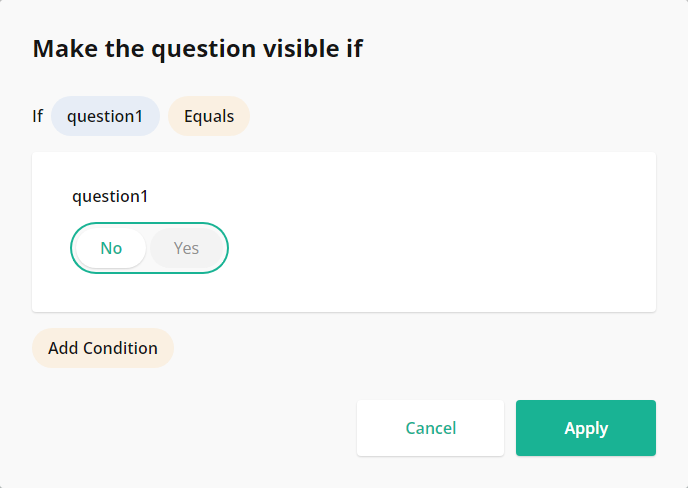 Make the question visible if
If question1 Equals
question1
No Yes
Add Condition
Cancel Apply